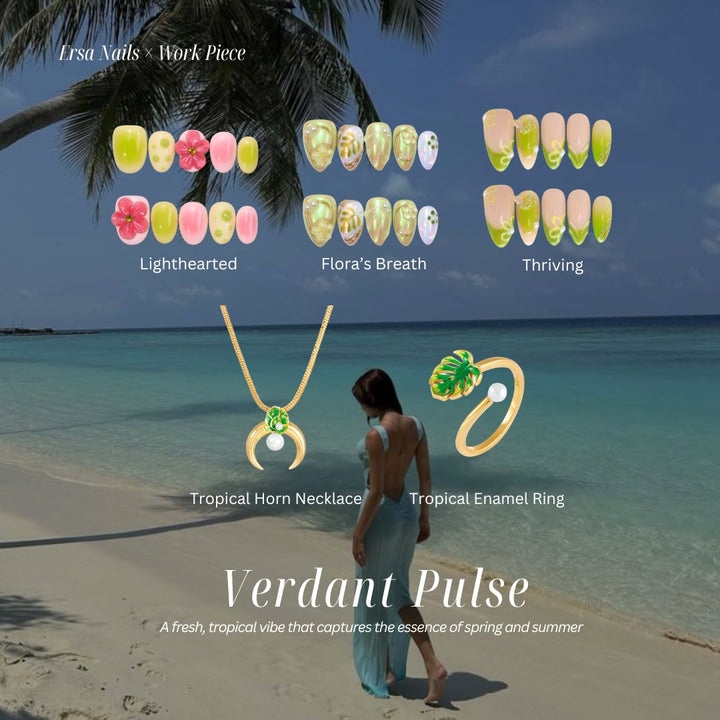 Ersa Nails × Work Piece
Lighthearted
Flora's Breath
Thriving
Tropical Horn Necklace
Tropical Enamel Ring
Verdant Pulse
A fresh, tropical vibe that captures the essence of spring and summer